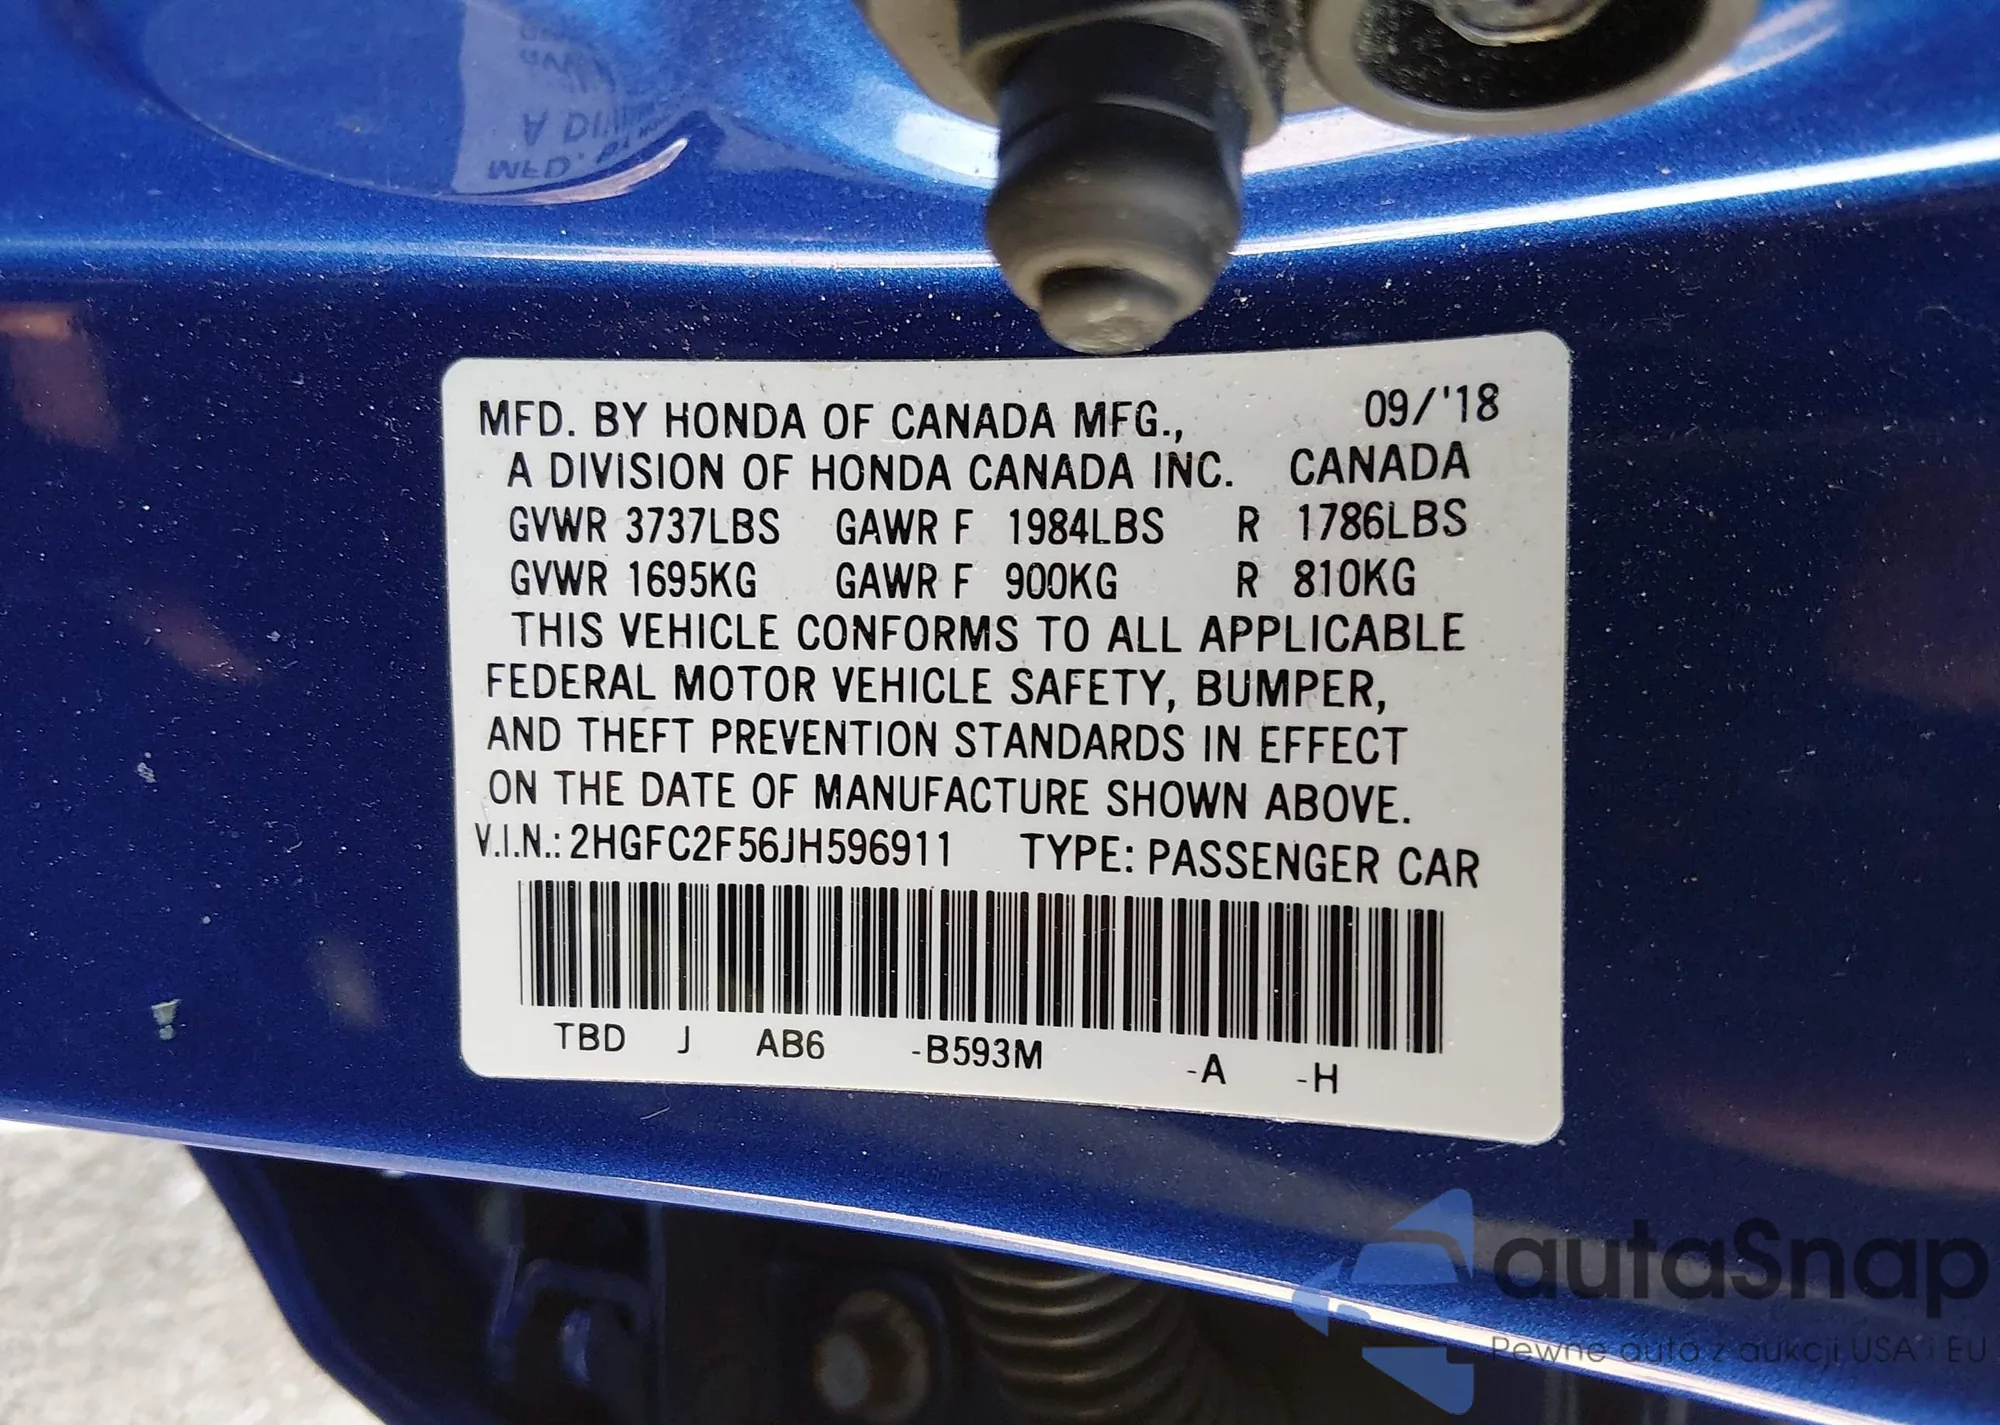 MFD. BY HONDA OF CANADA MFG., 09/'18
A DIVISION OF HONDA CANADA INC. CANADA
GVWR 3737LBS GAWR F 1984LBS R 1786LBS
GVWR 1695KG GAWR F 900KG R 810KG
THIS VEHICLE CONFORMS TO ALL APPLICABLE
FEDERAL MOTOR VEHICLE SAFETY, BUMPER,
AND THEFT PREVENTION STANDARDS IN EFFECT
ON THE DATE OF MANUFACTURE SHOWN ABOVE.
V.I.N.: 2HGFC2F56JH596911 TYPE: PASSENGER CAR
TBD J AB6 -B593M -A -H
autaSnap
Pewne auto z aukcji USA i EU